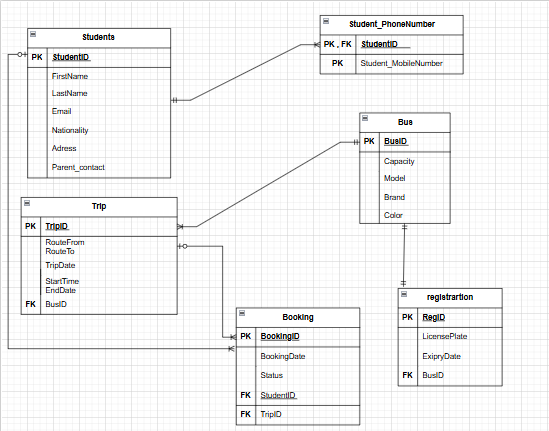 Students
PK StudentID
FirstName
LastName
Email
Nationality
Adress
Parent_contact
Student_PhoneNumber
PK , FK StudentID
PK Student_MobileNumber
Bus
PK BusID
Capacity
Model
Brand
Color
Trip
PK TripID
RouteFrom
RouteTo
TripDate
StartTime
EndDate
FK BusID
Booking
PK BookingID
BookingDate
Status
FK StudentID
FK TripID
registrartion
PK RegID
LicensePlate
ExipryDate
FK BusID